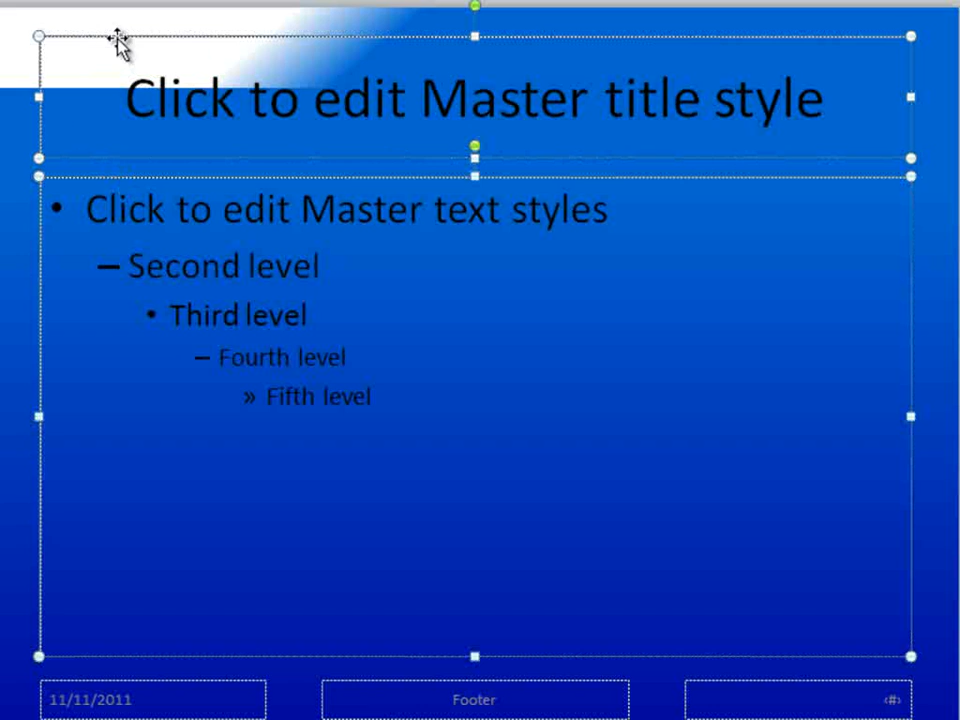 Click to edit Master title style
• Click to edit Master text styles
– Second level
• Third level
– Fourth level
» Fifth level
11/11/2011 Footer ‹#›